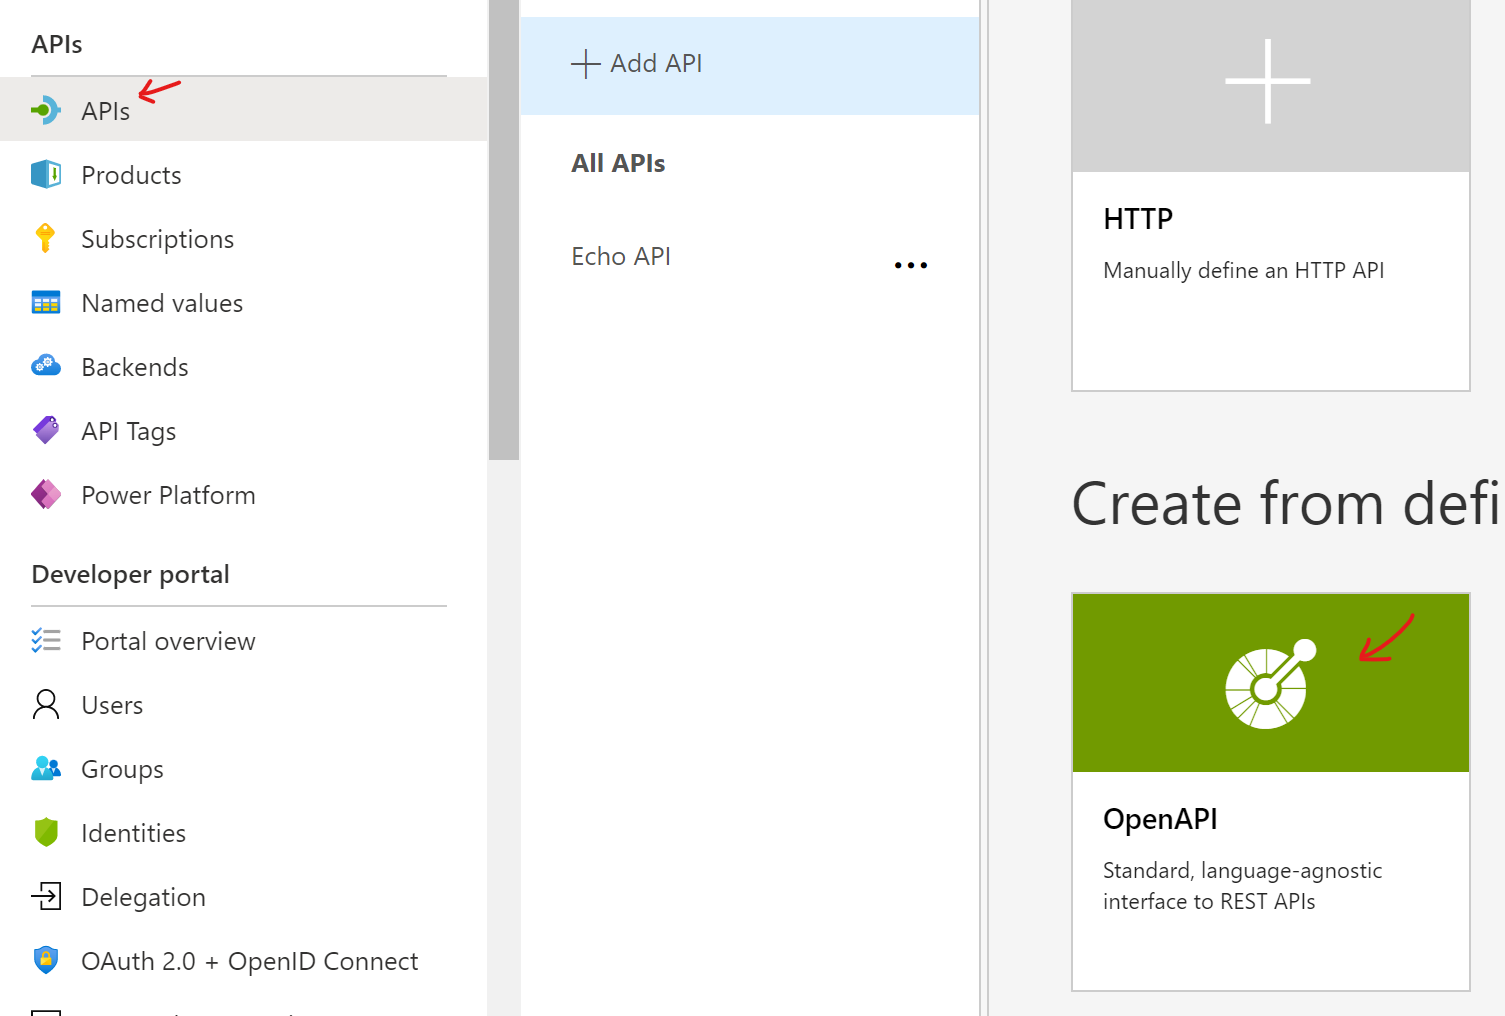 APIs
APIs
Products
Subscriptions
Named values
Backends
API Tags
Power Platform
Developer portal
Portal overview
Users
Groups
Identities
Delegation
OAuth 2.0 + OpenID Connect
Add API
All APIs
Echo API
HTTP
Manually define an HTTP API
Create from defi
OpenAPI
Standard, language-agnostic
interface to REST APIs